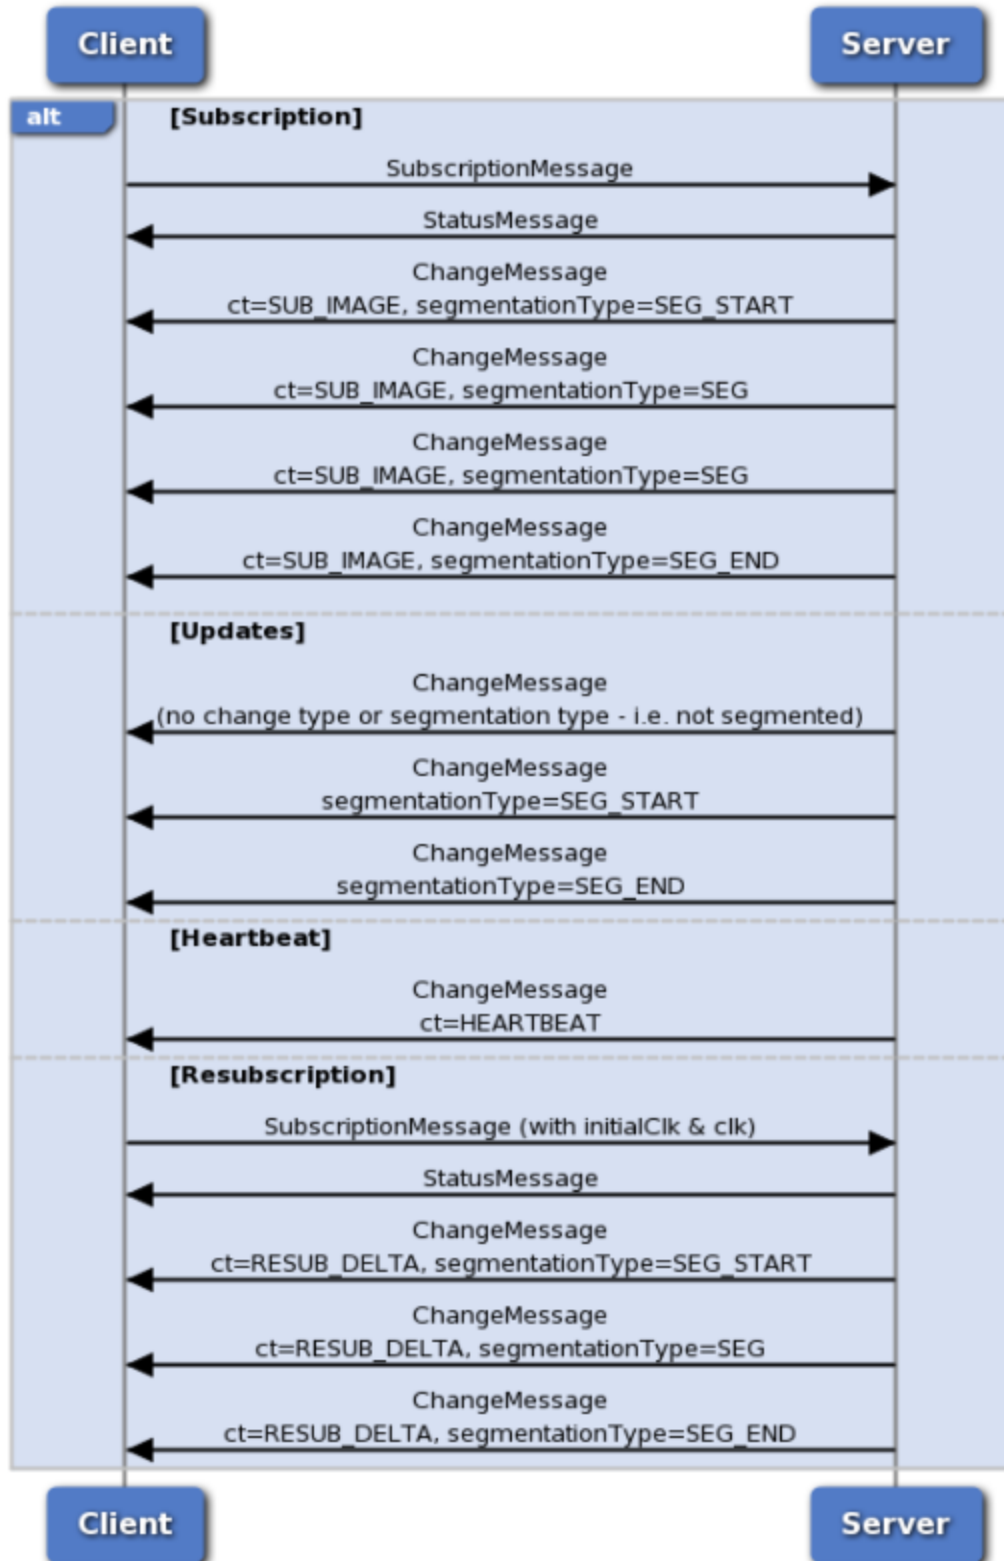 Client Server
alt [Subscription]
SubscriptionMessage
StatusMessage
ChangeMessage
ct=SUB_IMAGE, segmentationType=SEG_START
ChangeMessage
ct=SUB_IMAGE, segmentationType=SEG
ChangeMessage
ct=SUB_IMAGE, segmentationType=SEG
ChangeMessage
ct=SUB_IMAGE, segmentationType=SEG_END
[Updates]
ChangeMessage
(no change type or segmentation type - i.e. not segmented)
ChangeMessage
segmentationType=SEG_START
ChangeMessage
segmentationType=SEG_END
[Heartbeat]
ChangeMessage
ct=HEARTBEAT
[Resubscription]
SubscriptionMessage (with initialClk & clk)
StatusMessage
ChangeMessage
ct=RESUB_DELTA, segmentationType=SEG_START
ChangeMessage
ct=RESUB_DELTA, segmentationType=SEG
ChangeMessage
ct=RESUB_DELTA, segmentationType=SEG_END
Client Server